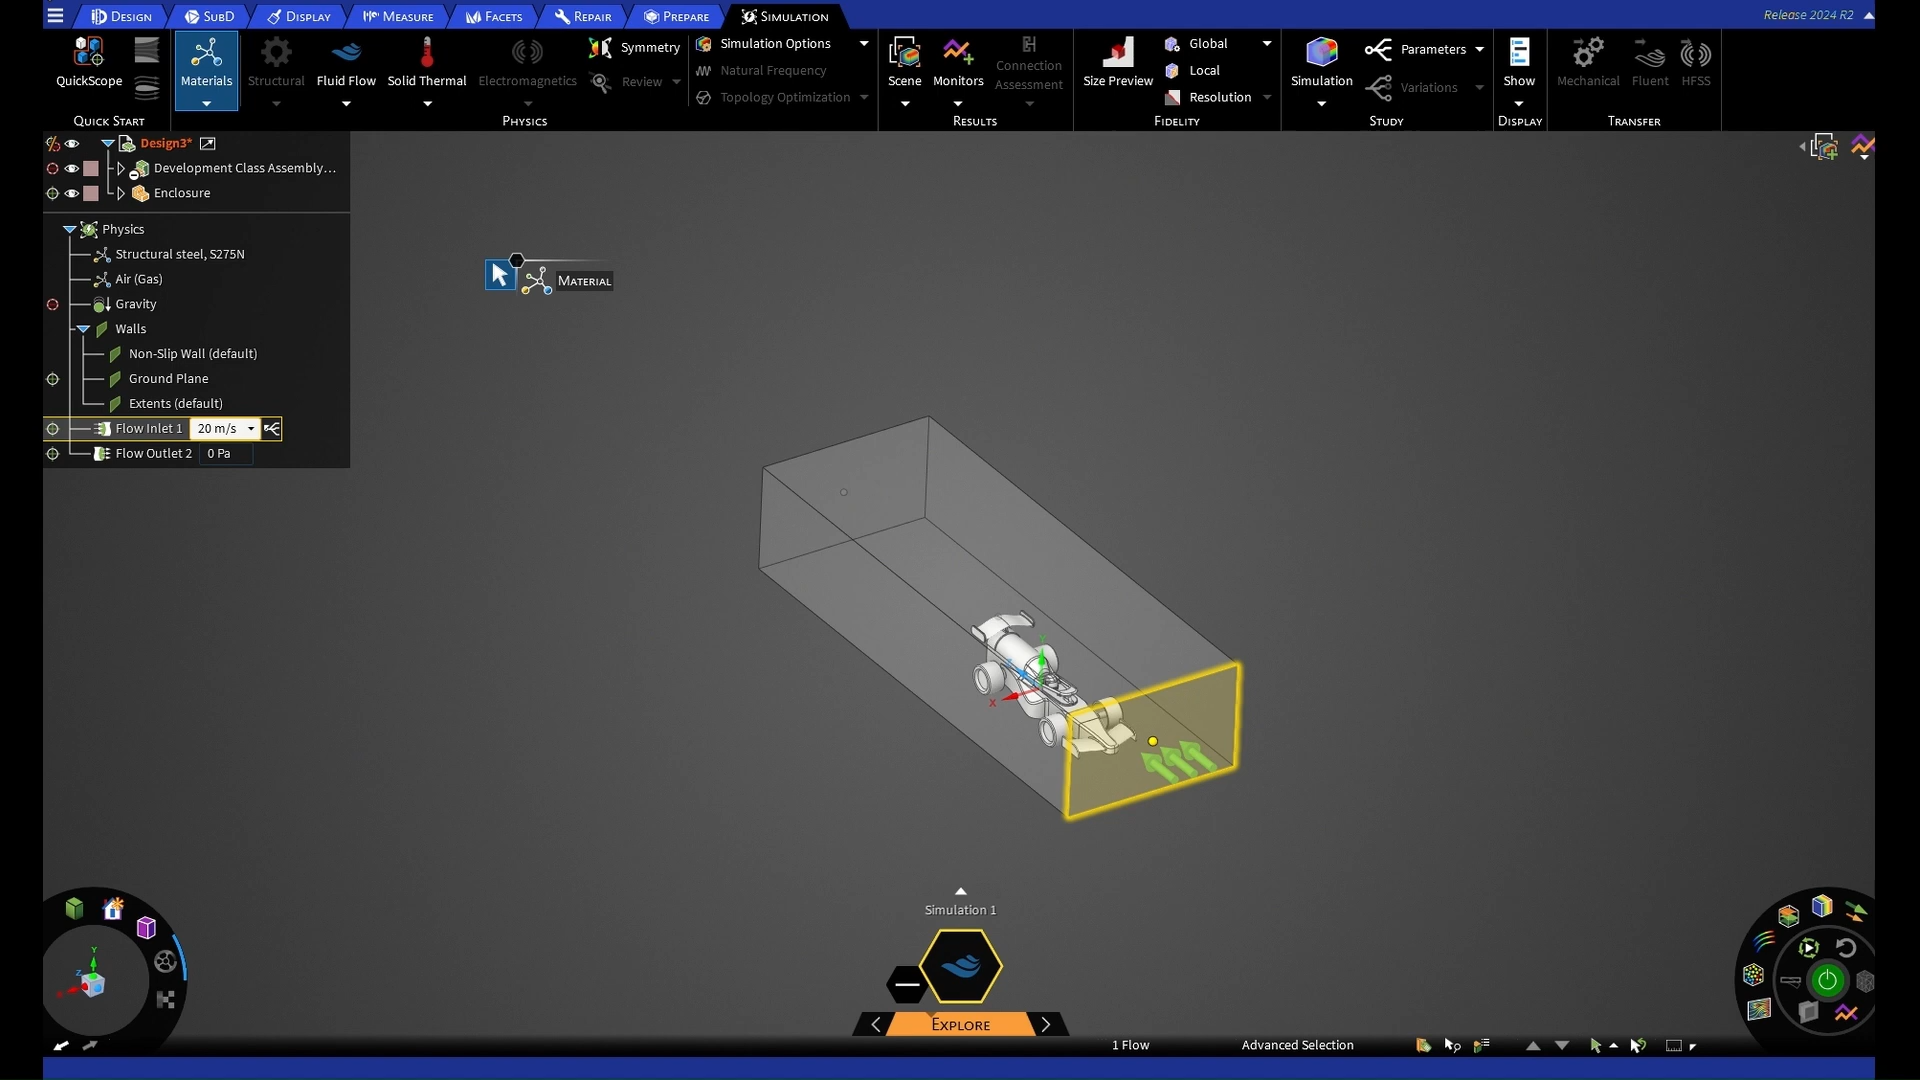 DESIGN
SUBD
DISPLAY
MEASURE
FACETS
REPAIR
PREPARE
SIMULATION
Release 2024 R2
QuickScope
Materials
Structural
Fluid Flow
Solid Thermal
Electromagnetics
Symmetry
Review
Simulation Options
Natural Frequency
Topology Optimization
Scene
Monitors
Connection
Assessment
Size Preview
Global
Local
Resolution
Simulation
Parameters
Variations
Show
Mechanical
Fluent
HFSS
QUICK START
PHYSICS
RESULTS
FIDELITY
STUDY
DISPLAY
TRANSFER
Design3*
Development Class Assembly...
Enclosure
Physics
Structural steel, S275N
Air (Gas)
Gravity
Walls
Non-Slip Wall (default)
Ground Plane
Extents (default)
Flow Inlet 1 20 m/s
Flow Outlet 2 0 Pa
MATERIAL
Y
X
Simulation 1
EXPLORE
Y
Z
1 Flow
Advanced Selection